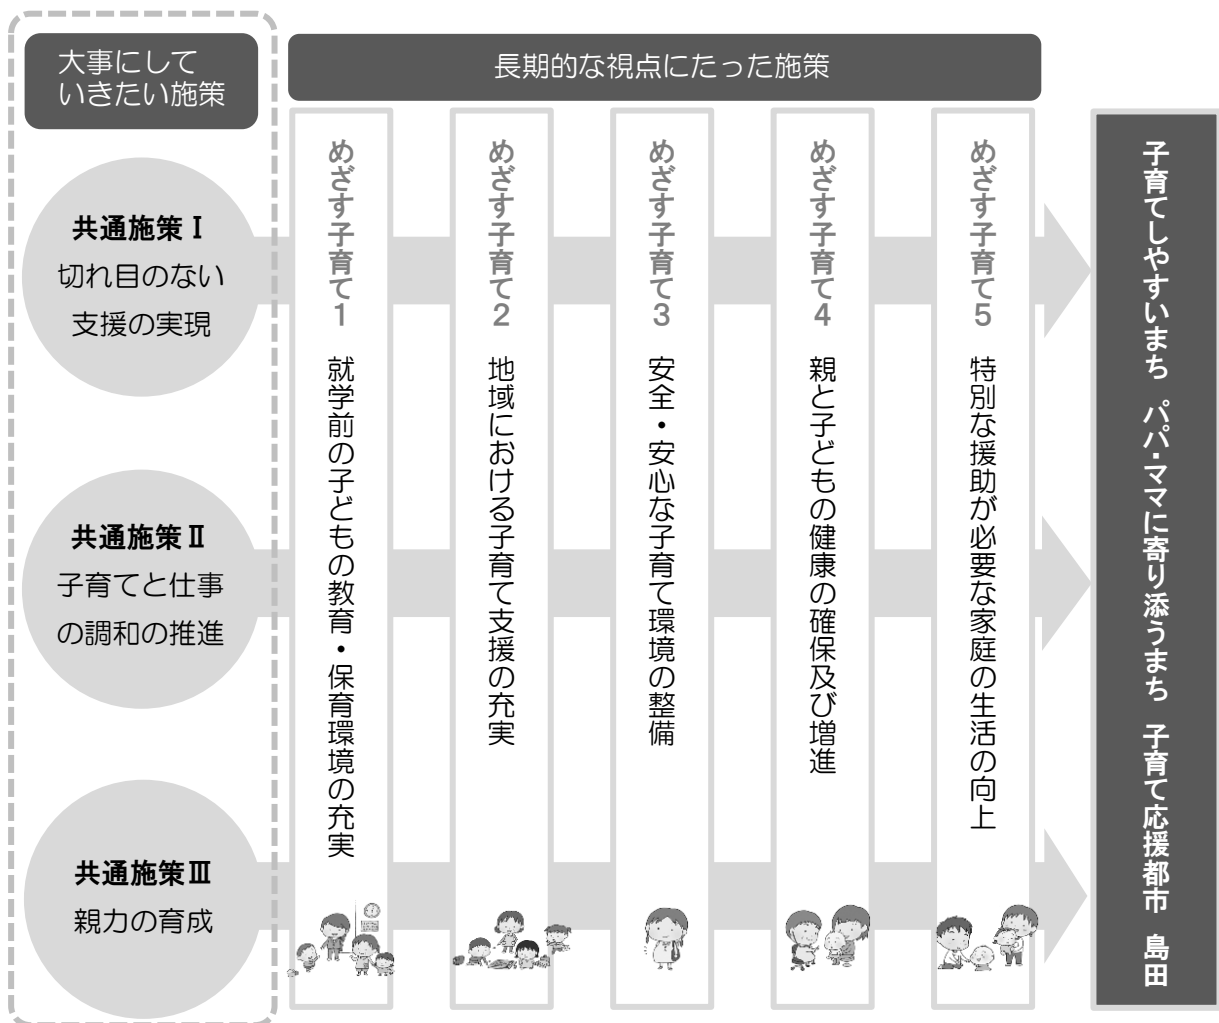 大事にして
いきたい施策
長期的な視点にたった施策
共通施策Ⅰ
切れ目のない
支援の実現
共通施策Ⅱ
子育てと仕事
の調和の推進
共通施策Ⅲ
親力の育成
めざす子育て1 就学前の子どもの教育・保育環境の充実
めざす子育て2 地域における子育て支援の充実
めざす子育て3 安全・安心な子育て環境の整備
めざす子育て4 親と子どもの健康の確保及び増進
めざす子育て5 特別な援助が必要な家庭の生活の向上
子育てしやすいまち パパ・ママに寄り添うまち 子育て応援都市 島田